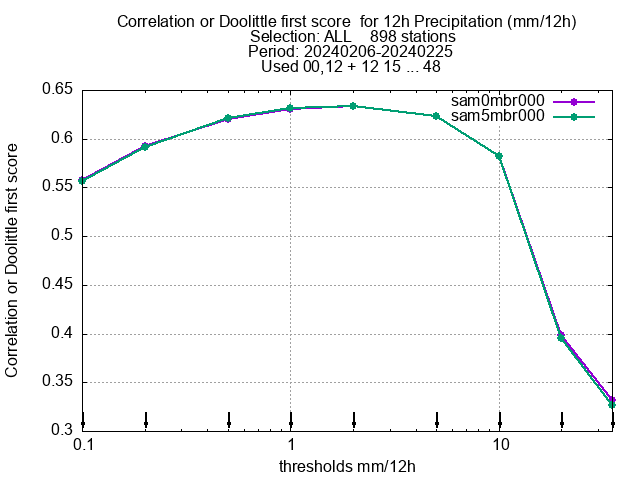 Correlation or Doolittle first score  for 12h Precipitation (mm/12h)
Selection: ALL    898 stations
Period: 20240206-20240225
Used 00,12 + 12 15 ... 48
sam0mbr000
sam5mbr000
Correlation or Doolittle first score
0.65
0.6
0.55
0.5
0.45
0.4
0.35
0.3
0.1 1 10
thresholds mm/12h